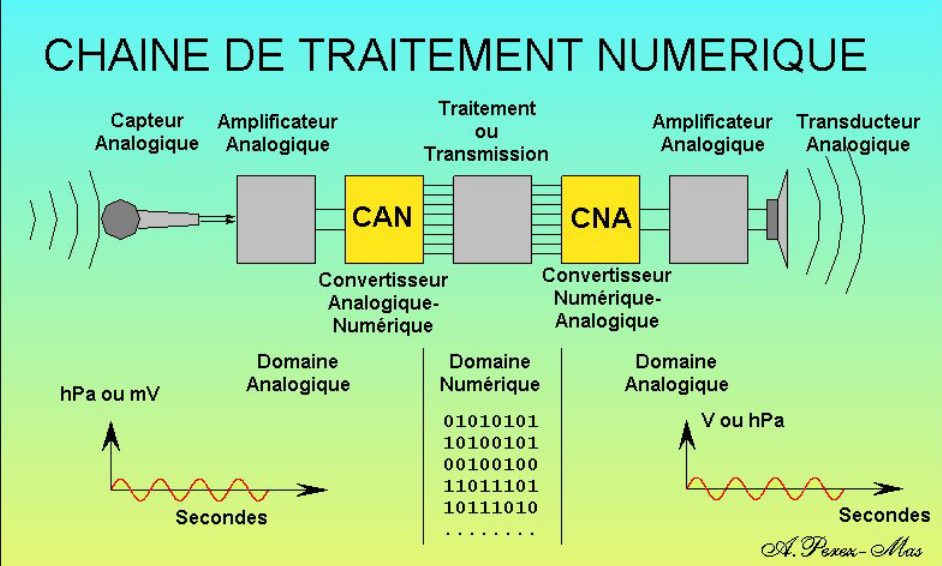 CHAINE DE TRAITEMENT NUMERIQUE
Capteur
Analogique
Amplificateur
Analogique
Traitement
ou
Transmission
Amplificateur
Analogique
Transducteur
Analogique
CAN
CNA
Convertisseur
Analogique-
Numérique
Convertisseur
Numérique-
Analogique
Domaine
Analogique
Domaine
Numérique
Domaine
Analogique
hPa ou mV
Secondes
01010101
10100101
00100100
11011101
10111010
. . . . . . . .
V ou hPa
Secondes
A.Perez-Mas